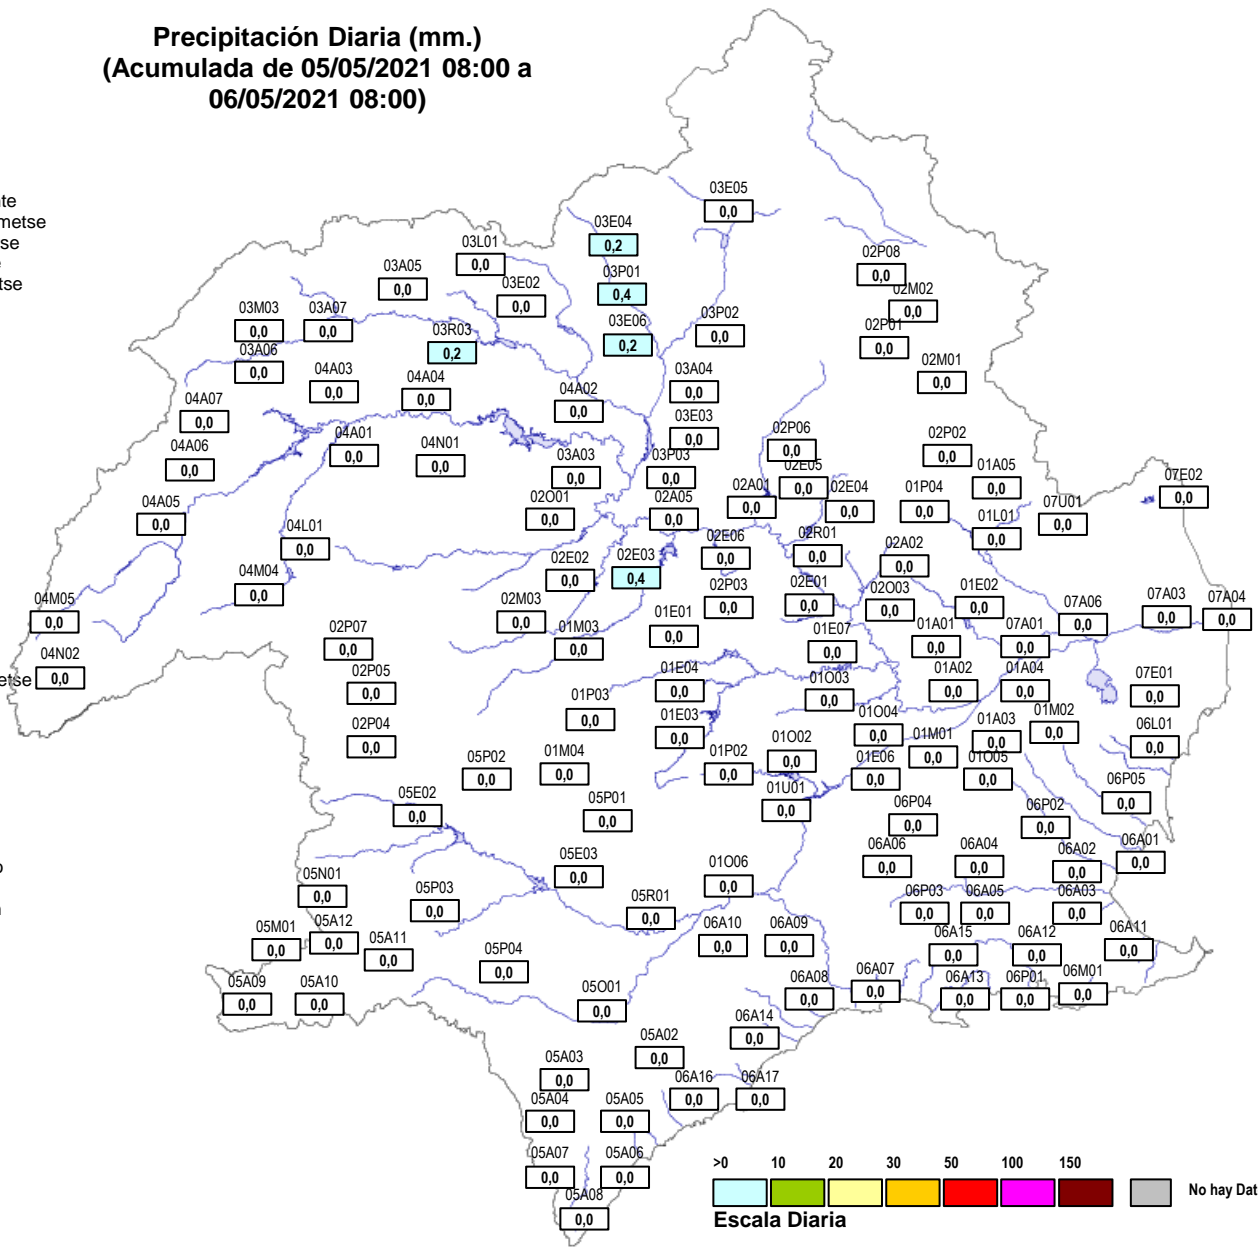 Precipitación Diaria (mm.)
(Acumulada de 05/05/2021 08:00 a
06/05/2021 08:00)
03E05
0,0
03E04
0,2
03L01
0,0
02P08
0,0
03A05
0,0
03P01
0,4
03E02
0,0
02M02
0,0
03M03
0,0
03A07
0,0
03P02
0,0
03R03
0,2
03E06
0,2
02P01
0,0
03A06
0,0
02M01
0,0
04A03
0,0
04A04
0,0
04A02
0,0
03A04
0,0
04A07
0,0
03E03
0,0
04A01
0,0
04N01
0,0
02P06
0,0
02P02
0,0
04A06
0,0
03A03
0,0
03P03
0,0
02E05
0,0
01A05
0,0
07E02
0,0
04A05
0,0
02O01
0,0
02A05
0,0
02A01
0,0
02E04
0,0
01P04
0,0
07U01
0,0
04L01
0,0
01L01
0,0
02E06
0,0
02R01
0,0
02A02
0,0
04M04
0,0
02E02
0,0
02E03
0,4
04M05
0,0
02M03
0,0
02P03
0,0
02E01
0,0
02O03
0,0
01E02
0,0
07A06
0,0
07A03
0,0
07A04
0,0
02P07
0,0
01M03
0,0
01E01
0,0
01E07
0,0
01A01
0,0
07A01
0,0
04N02
0,0
02P05
0,0
01E04
0,0
01O03
0,0
01A02
0,0
01A04
0,0
07E01
0,0
01P03
0,0
02P04
0,0
01E03
0,0
01O04
0,0
01A03
0,0
01M02
0,0
06L01
0,0
05P02
0,0
01M04
0,0
01P02
0,0
01O02
0,0
01M01
0,0
01E06
0,0
01O05
0,0
05E02
0,0
05P01
0,0
01U01
0,0
06P04
0,0
06P02
0,0
06P05
0,0
05N01
0,0
05E03
0,0
01O06
0,0
06A06
0,0
06A04
0,0
06A02
0,0
06A01
0,0
05P03
0,0
05R01
0,0
06P03
0,0
06A05
0,0
06A03
0,0
05M01
0,0
05A12
0,0
05A11
0,0
06A10
0,0
06A09
0,0
06A15
0,0
06A12
0,0
06A11
0,0
05P04
0,0
05A09
0,0
05A10
0,0
05O01
0,0
06A08
0,0
06A07
0,0
06A13
0,0
06P01
0,0
06M01
0,0
06A14
0,0
05A02
0,0
05A03
0,0
06A16
0,0
06A17
0,0
05A04
0,0
05A05
0,0
05A07
0,0
05A06
0,0
05A08
0,0
>0 10 20 30 50 100 150
No hay Dat
Escala Diaria